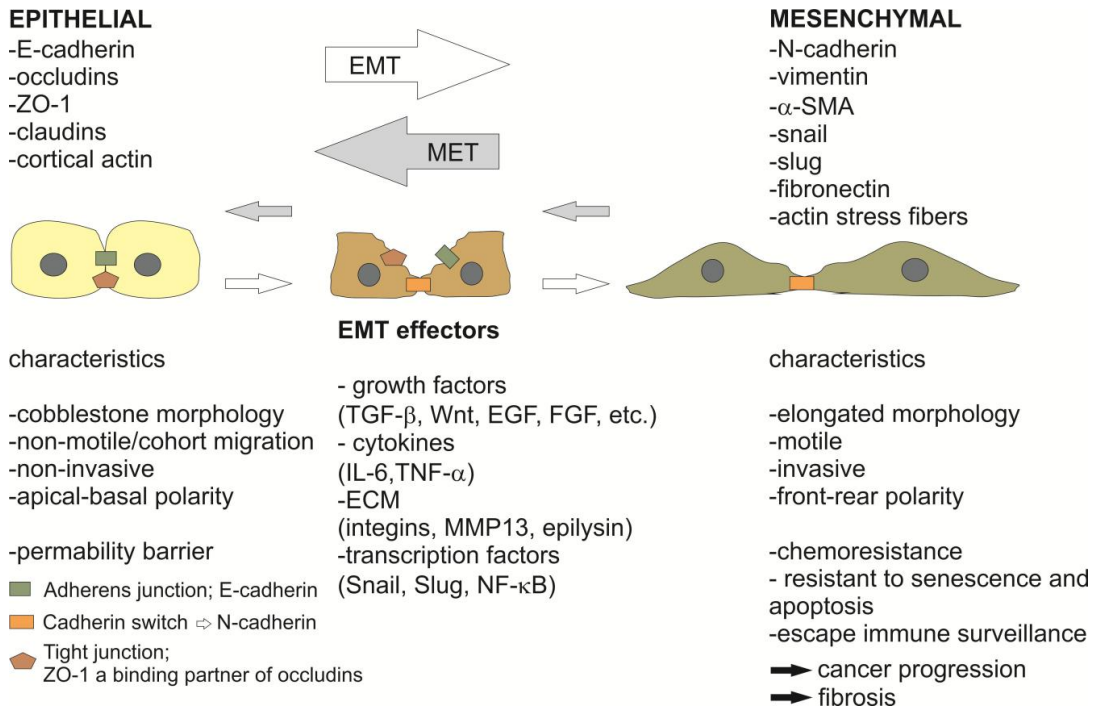 EPITHELIAL
-E-cadherin
-occludins
-ZO-1
-claudins
-cortical actin
EMT
MET
MESENCHYMAL
-N-cadherin
-vimentin
-α-SMA
-snail
-slug
-fibronectin
-actin stress fibers
characteristics
-cobblestone morphology
-non-motile/cohort migration
-non-invasive
-apical-basal polarity
-permability barrier
Adherens junction; E-cadherin
Cadherin switch ⇨ N-cadherin
Tight junction;
ZO-1 a binding partner of occludins
EMT effectors
- growth factors
(TGF-β, Wnt, EGF, FGF, etc.)
- cytokines
(IL-6,TNF-α)
-ECM
(integins, MMP13, epilysin)
-transcription factors
(Snail, Slug, NF-κB)
characteristics
-elongated morphology
-motile
-invasive
-front-rear polarity
-chemoresistance
- resistant to senescence and
apoptosis
-escape immune surveillance
➡ cancer progression
➡ fibrosis